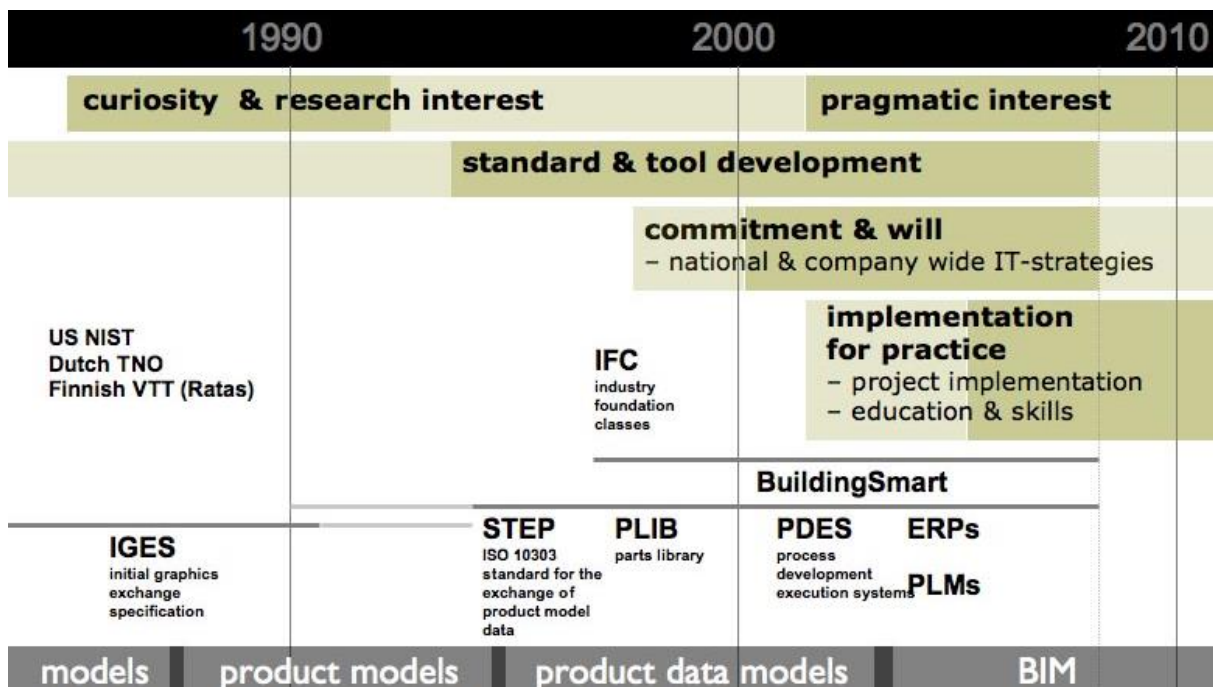 1990 2000 2010
curiosity & research interest pragmatic interest
standard & tool development
commitment & will
– national & company wide IT-strategies
implementation
for practice
– project implementation
– education & skills
US NIST
Dutch TNO
Finnish VTT (Ratas)
IFC
industry
foundation
classes
BuildingSmart
IGES
initial graphics
exchange
specification
STEP
ISO 10303
standard for the
exchange of
product model
data
PLIB
parts library
PDES
process
development
execution systems
ERPs
PLMs
models product models product data models BIM